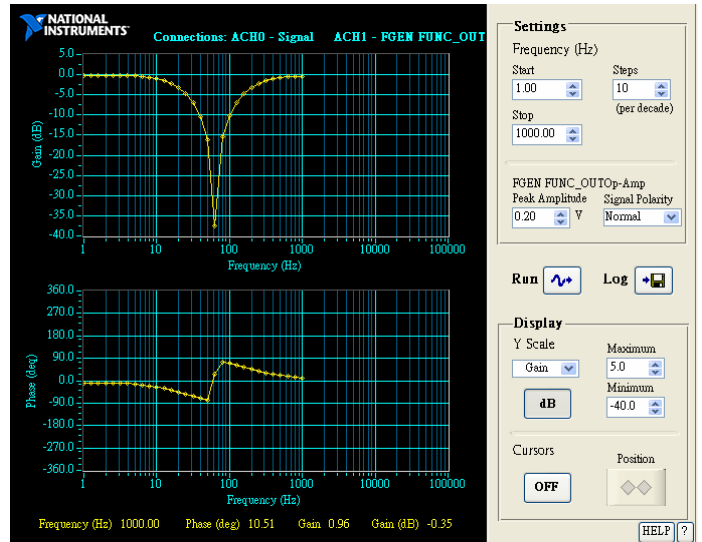 NATIONAL
INSTRUMENTS
Connections: ACH0 - Signal ACH1 - FGEN FUNC_OUT
5.0
0.0
-5.0
-10.0
-15.0
-20.0
-25.0
-30.0
-35.0
-40.0
Gain (dB)
1 10 100 1000 10000 100000
Frequency (Hz)
360.0
270.0
180.0
90.0
0.0
-90.0
-180.0
-270.0
-360.0
Phase (deg)
1 10 100 1000 10000 100000
Frequency (Hz)
Frequency (Hz) 1000.00 Phase (deg) 10.51 Gain 0.96 Gain (dB) -0.35
Settings
Frequency (Hz)
Start Steps
1.00 10
(per decade)
Stop
1000.00
FGEN FUNC_OUTOp-Amp
Peak Amplitude Signal Polarity
0.20 V Normal
Run Log
Display
Y Scale Maximum
Gain 5.0
Minimum
dB -40.0
Cursors Position
OFF
HELP ?